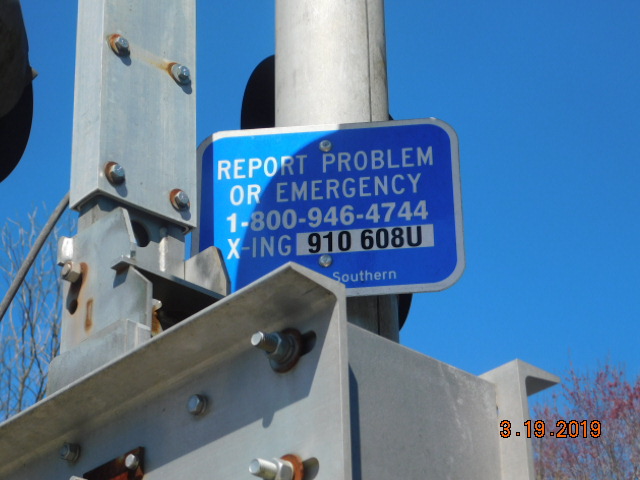 REPORT PROBLEM
OR EMERGENCY
1-800-946-4744
X-ING 910 608U
Southern
3.19.2019